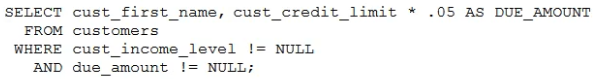 SELECT cust_first_name, cust_credit_limit * .05 AS DUE_AMOUNT
FROM customers
WHERE cust_income_level != NULL
AND due_amount != NULL;